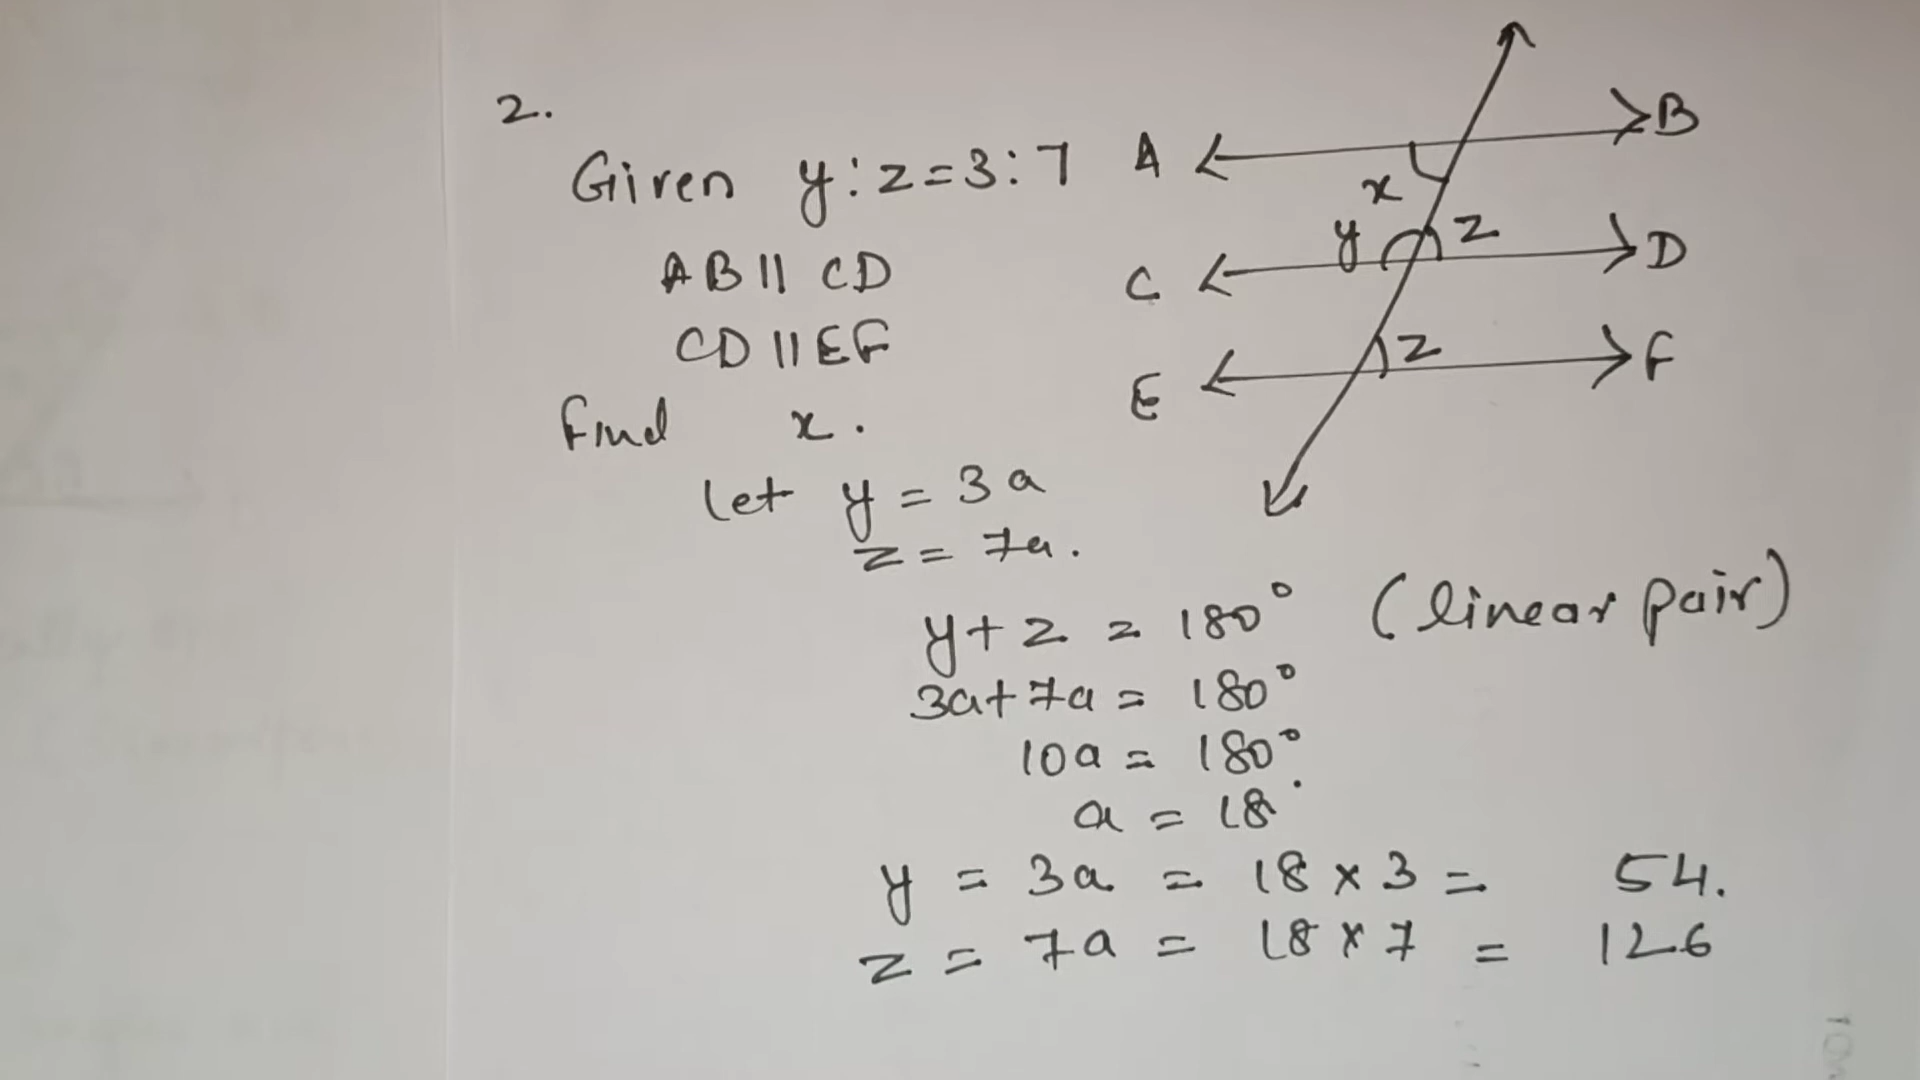 2.
Given y:z=3:7
AB || CD
CD || EF
Find x.
A B
x
y z
C D
z
E F
let y = 3a
z = 7a.
y+z = 180° (linear pair)
3a+7a = 180°
10a = 180°
a = 18°
y = 3a = 18 × 3 = 54.
z = 7a = 18 × 7 = 126